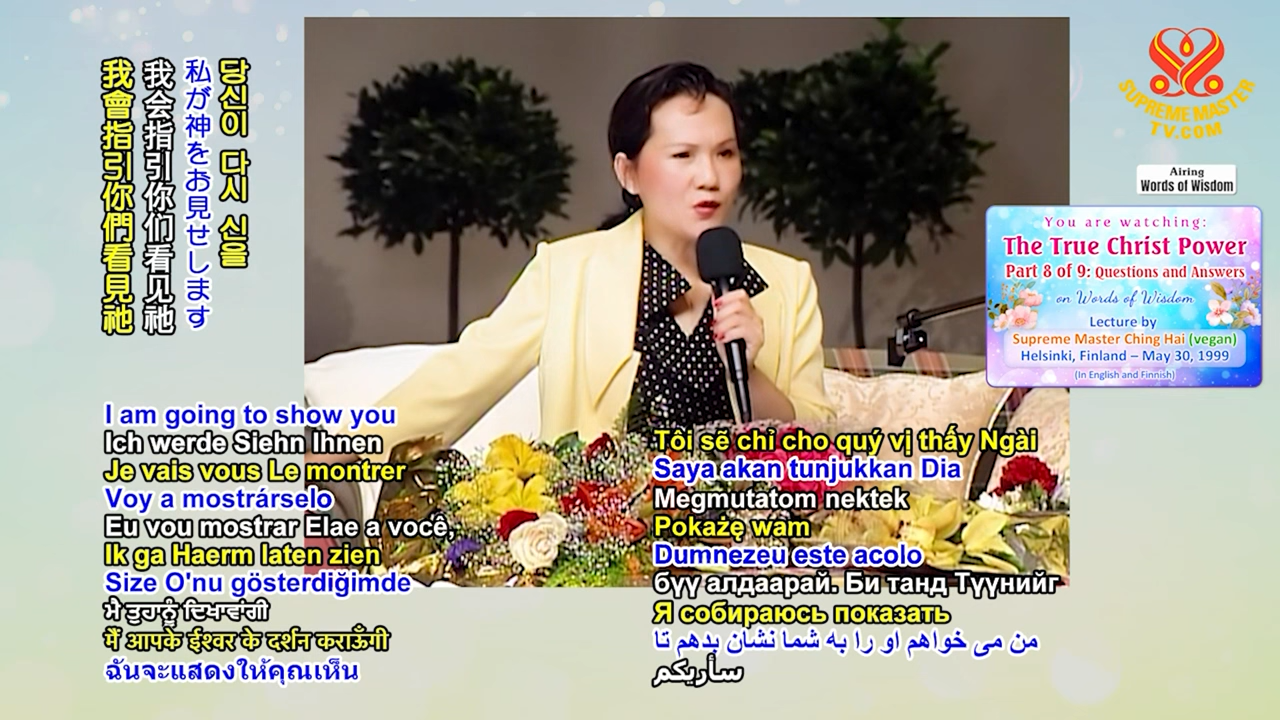 我會指引你們看見祂
我会指引你们看见祂
私が神をお見せします
당신이 다시 신을
I am going to show you
Ich werde Siehn Ihnen
Je vais vous Le montrer
Voy a mostrárselo
Eu vou mostrar Elae a você,
Ik ga Haerm laten zien
Size O'nu gösterdiğimde
ਮੈਂ ਤੁਹਾਨੂੰ ਦਿਖਾਵਾਂਗੀ
मैं आपके ईश्वर के दर्शन कराऊँगी
ฉันจะแสดงให้คุณเห็น
Tôi sẽ chỉ cho quý vị thấy Ngài
Saya akan tunjukkan Dia
Megmutatom nektek
Pokażę wam
Dumnezeu este acolo
бүү алдаарай. Би танд Түүнийг
Я собираюсь показать
من می خواهم او را به شما نشان بدهم تا
سأريكم
SUPREME MASTER
TV.COM
Airing
Words of Wisdom
You are watching:
The True Christ Power
Part 8 of 9: Questions and Answers
on Words of Wisdom
Lecture by
Supreme Master Ching Hai (vegan)
Helsinki, Finland – May 30, 1999
(In English and Finnish)